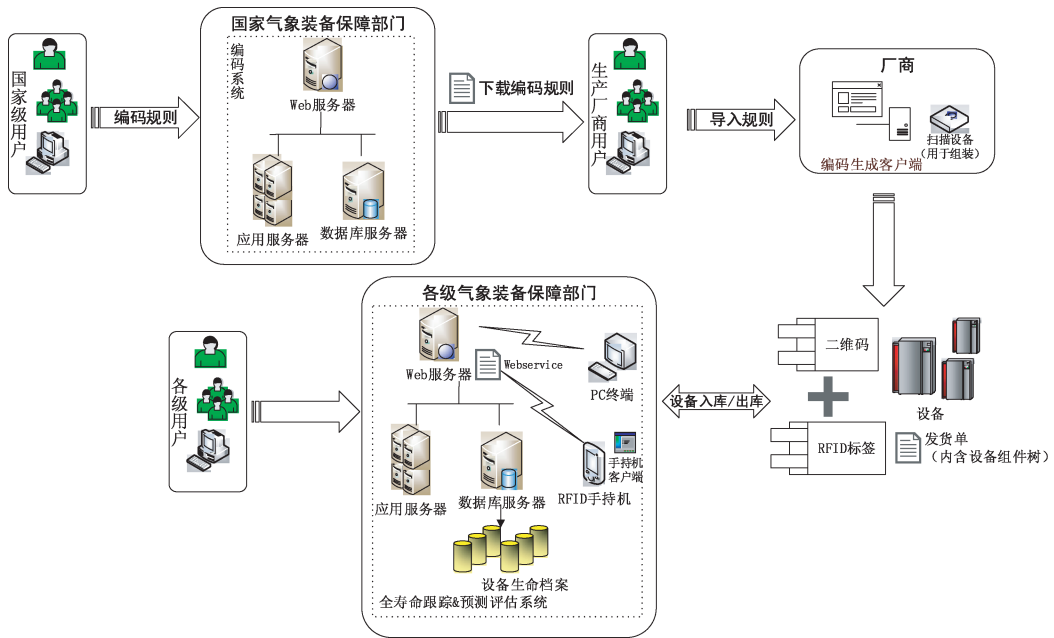 国家级用户
编码规则
国家气象装备保障部门
编码系统
Web服务器
应用服务器
数据库服务器
下载编码规则
生产厂商用户
导入规则
厂商
扫描设备
（用于组装）
编码生成客户端
各级用户
各级气象装备保障部门
Web服务器
Webservice
PC终端
应用服务器
数据库服务器
手持机
客户端
RFID手持机
设备生命档案
全寿命跟踪&预测评估系统
设备入库/出库
二维码
设备
RFID标签
发货单
（内含设备组件树）